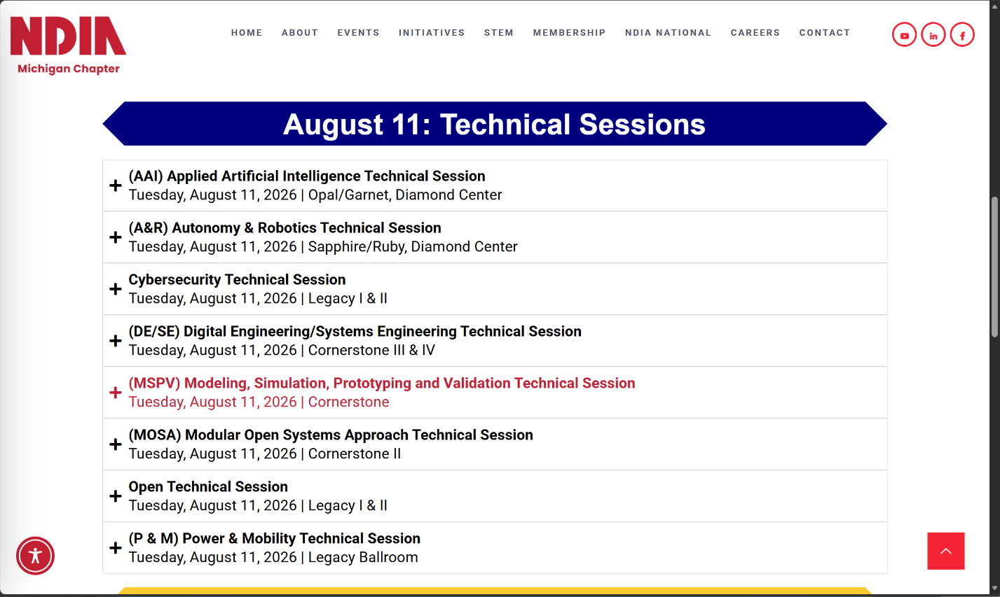 NDIA
Michigan Chapter
HOME ABOUT EVENTS INITIATIVES STEM MEMBERSHIP NDIA NATIONAL CAREERS CONTACT
in f
August 11: Technical Sessions
(AAI) Applied Artificial Intelligence Technical Session
Tuesday, August 11, 2026 | Opal/Garnet, Diamond Center
(A&R) Autonomy & Robotics Technical Session
Tuesday, August 11, 2026 | Sapphire/Ruby, Diamond Center
Cybersecurity Technical Session
Tuesday, August 11, 2026 | Legacy I & II
(DE/SE) Digital Engineering/Systems Engineering Technical Session
Tuesday, August 11, 2026 | Cornerstone III & IV
(MSPV) Modeling, Simulation, Prototyping and Validation Technical Session
Tuesday, August 11, 2026 | Cornerstone
(MOSA) Modular Open Systems Approach Technical Session
Tuesday, August 11, 2026 | Cornerstone II
Open Technical Session
Tuesday, August 11, 2026 | Legacy I & II
(P & M) Power & Mobility Technical Session
Tuesday, August 11, 2026 | Legacy Ballroom